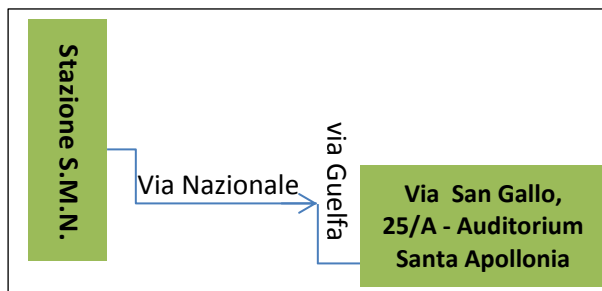 Stazione S.M.N.
Via Nazionale
via Guelfa
Via San Gallo,
25/A - Auditorium
Santa Apollonia